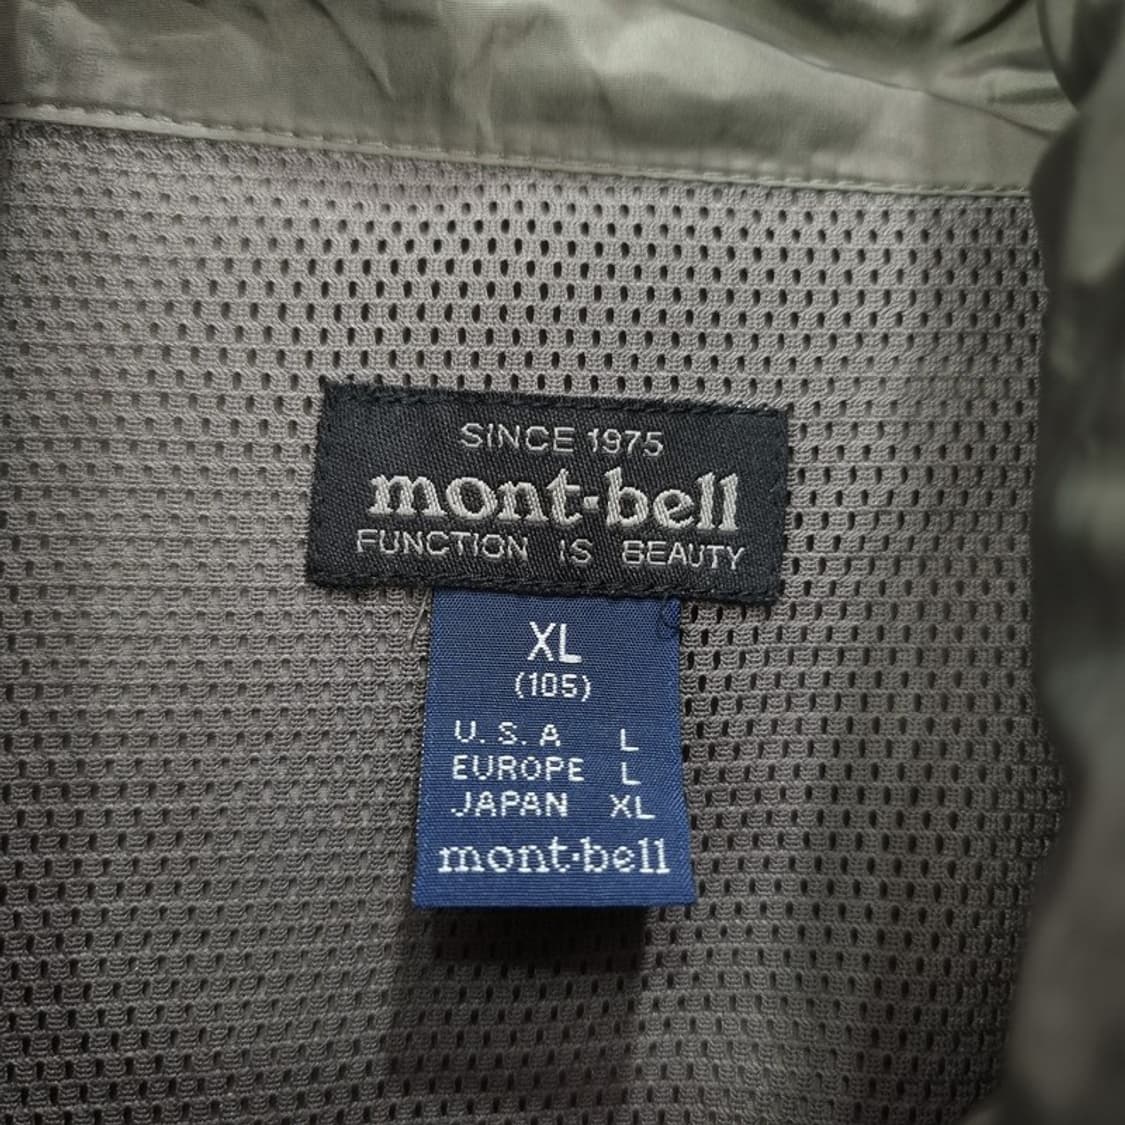 SINCE 1975
mont-bell
FUNCTION IS BEAUTY
XL
(105)
U.S.A L
EUROPE L
JAPAN XL
mont-bell